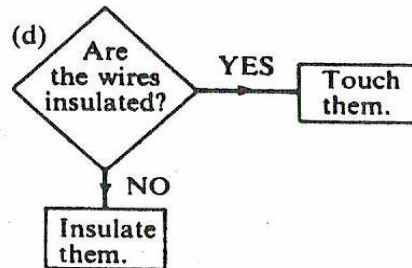 (d)
Are
the wires
insulated?
YES
Touch
them.
NO
Insulate
them.